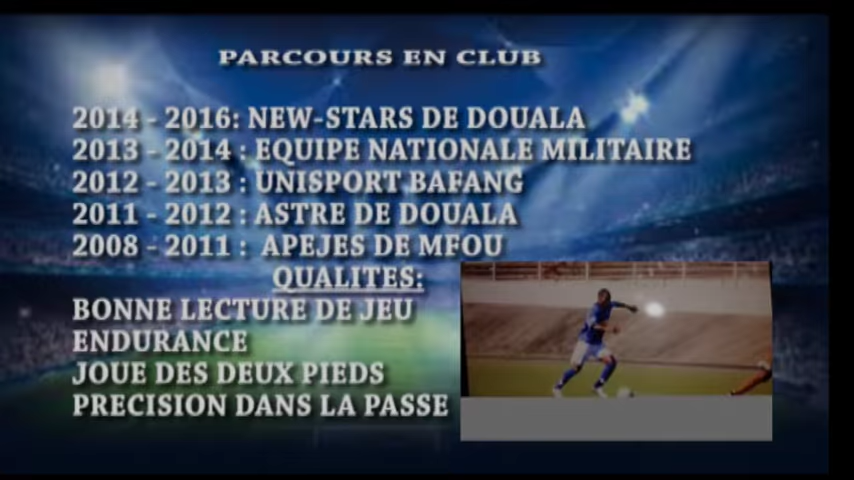 PARCOURS EN CLUB
2014 - 2016: NEW-STARS DE DOUALA
2013 - 2014 : EQUIPE NATIONALE MILITAIRE
2012 - 2013 : UNISPORT BAFANG
2011 - 2012 : ASTRE DE DOUALA
2008 - 2011 : APEJES DE MFOU
QUALITES:
BONNE LECTURE DE JEU
ENDURANCE
JOUE DES DEUX PIEDS
PRECISION DANS LA PASSE